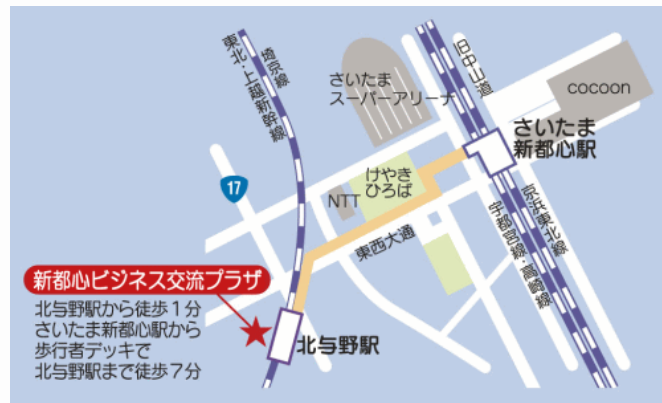 埼京線
東北・上越新幹線
さいたま
スーパーアリーナ
旧中山道
cocoon
さいたま
新都心駅
けやき
ひろば
NTT
17
東西大通
京浜東北線
宇都宮線・高崎線
新都心ビジネス交流プラザ
北与野駅から徒歩1分
さいたま新都心駅から
歩行者デッキで
北与野駅まで徒歩7分
北与野駅